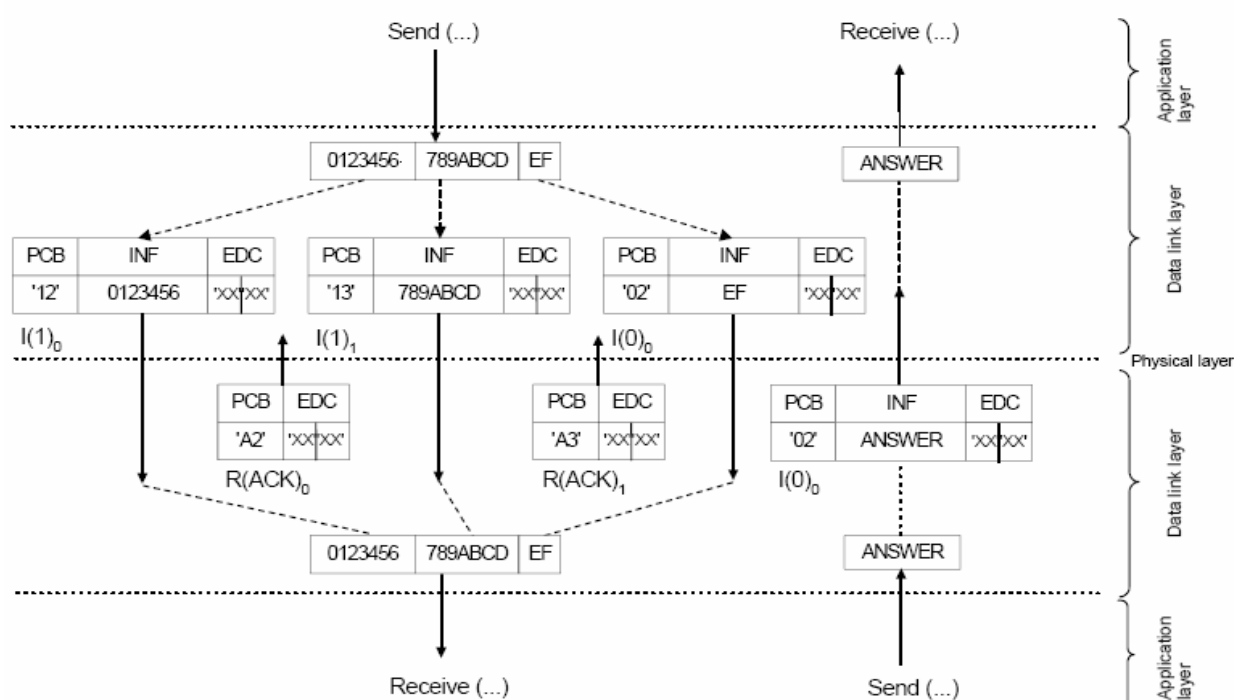 Send (...) Receive (...)
Application layer
0123456- 789ABCD EF ANSWER
Data link layer
PCB INF EDC PCB INF EDC PCB INF EDC
'12' 0123456 'XX' 'XX' '13' 789ABCD 'XX' 'XX' '02' EF 'XX' 'XX'
I(1)0 I(1)1 I(0)0
Physical layer
PCB EDC PCB EDC PCB INF EDC
'A2' 'XX' 'XX' 'A3' 'XX' 'XX' '02' ANSWER 'XX' 'XX'
R(ACK)0 R(ACK)1 I(0)0
Data link layer
0123456 789ABCD EF ANSWER
Application layer
Receive (...) Send (...)